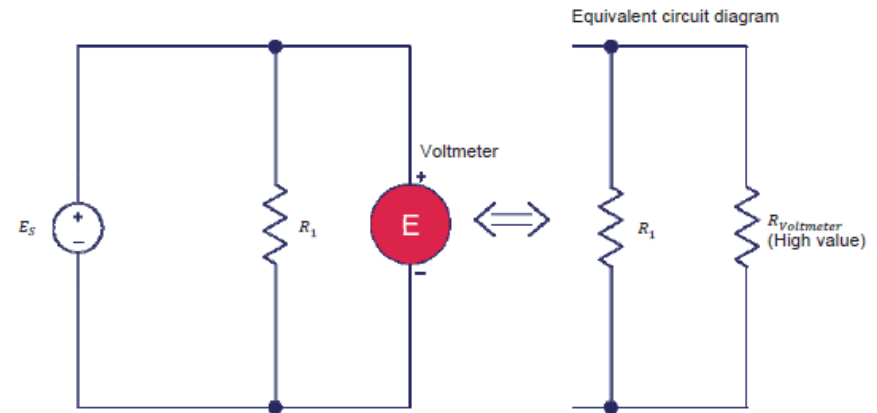 Equivalent circuit diagram
Voltmeter
+
E_S
+
−
R_1
E
−
R_1
R_Voltmeter
(High value)